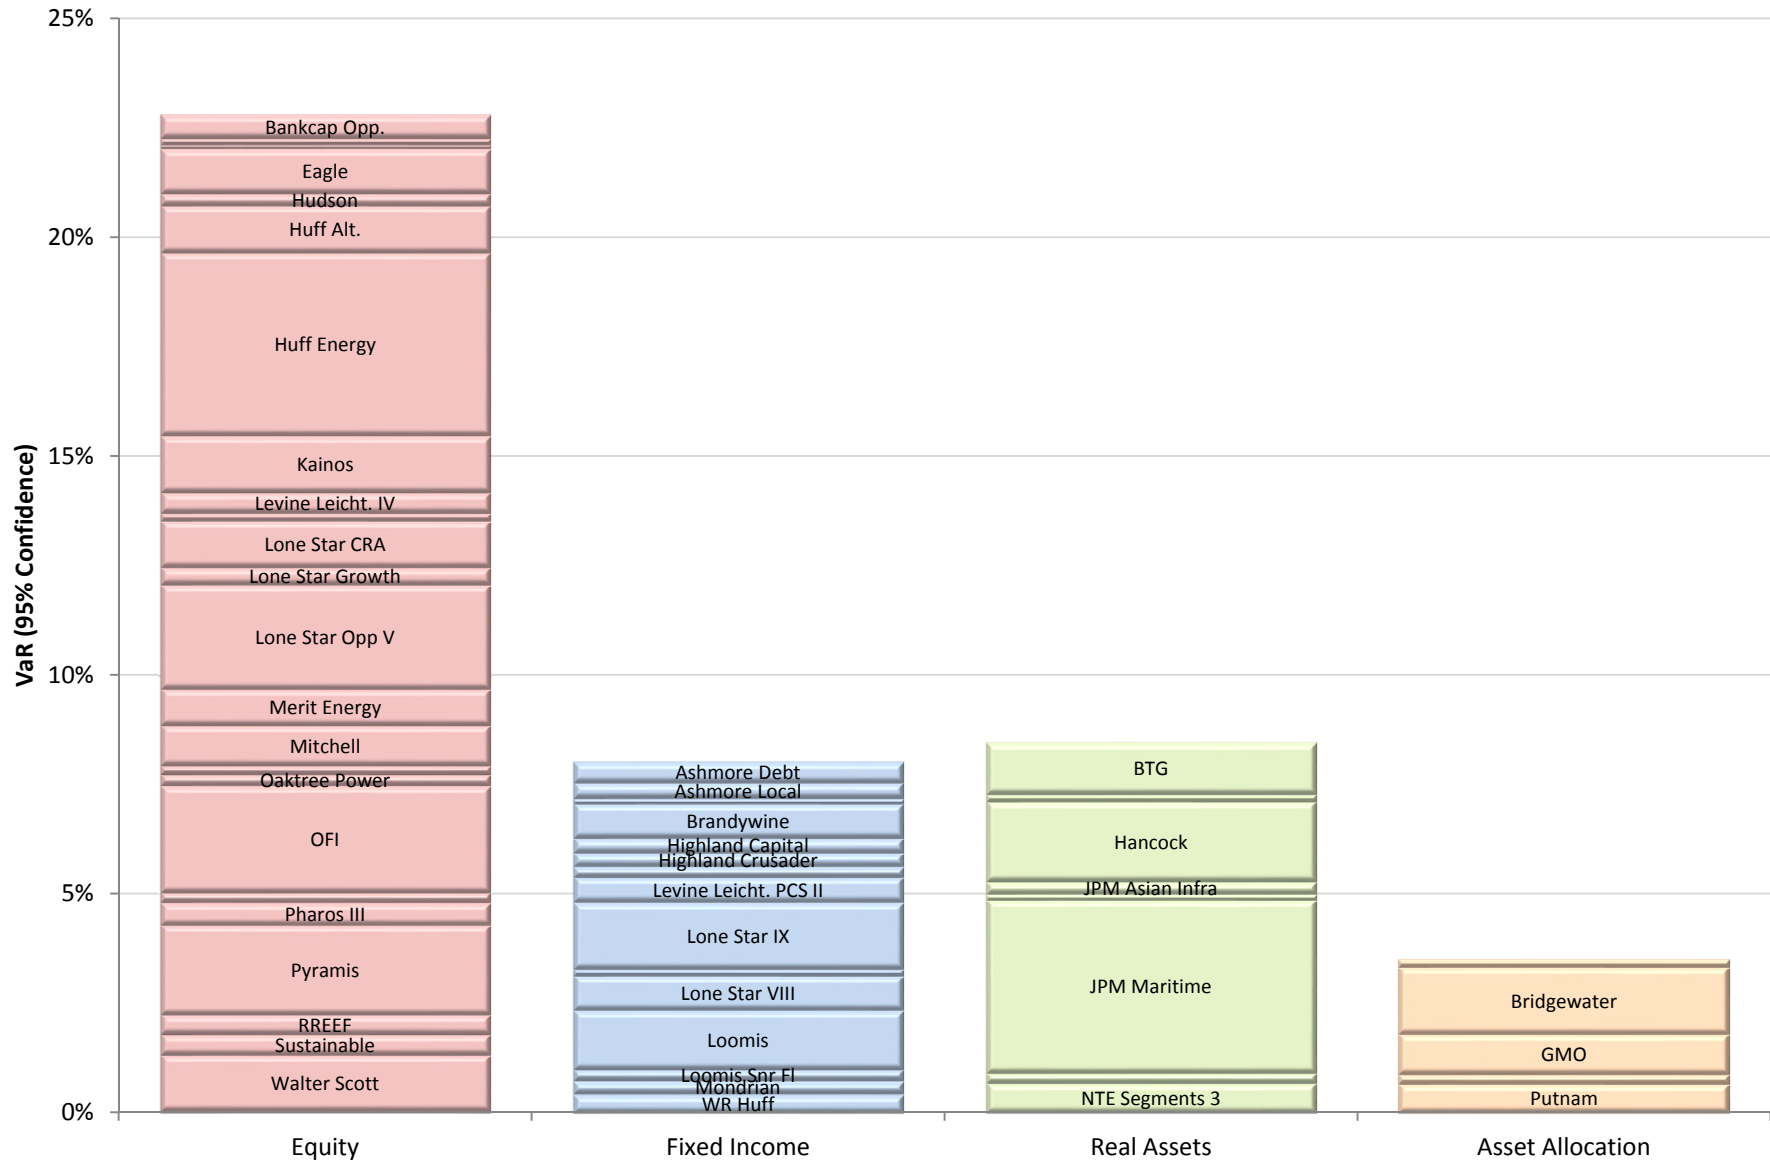 25%
20%
15%
10%
5%
0%
VaR (95% Confidence)
Bankcap Opp.
Eagle
Hudson
Huff Alt.
Huff Energy
Kainos
Levine Leicht. IV
Lone Star CRA
Lone Star Growth
Lone Star Opp V
Merit Energy
Mitchell
Oaktree Power
OFI
Pharos III
Pyramis
RREEF
Sustainable
Walter Scott
Ashmore Debt
Ashmore Local
Brandywine
Highland Capital
Highland Crusader
Levine Leicht. PCS II
Lone Star IX
Lone Star VIII
Loomis
Loomis Snr Fl
Mondrian
WR Huff
BTG
Hancock
JPM Asian Infra
JPM Maritime
NTE Segments 3
Bridgewater
GMO
Putnam
Equity
Fixed Income
Real Assets
Asset Allocation